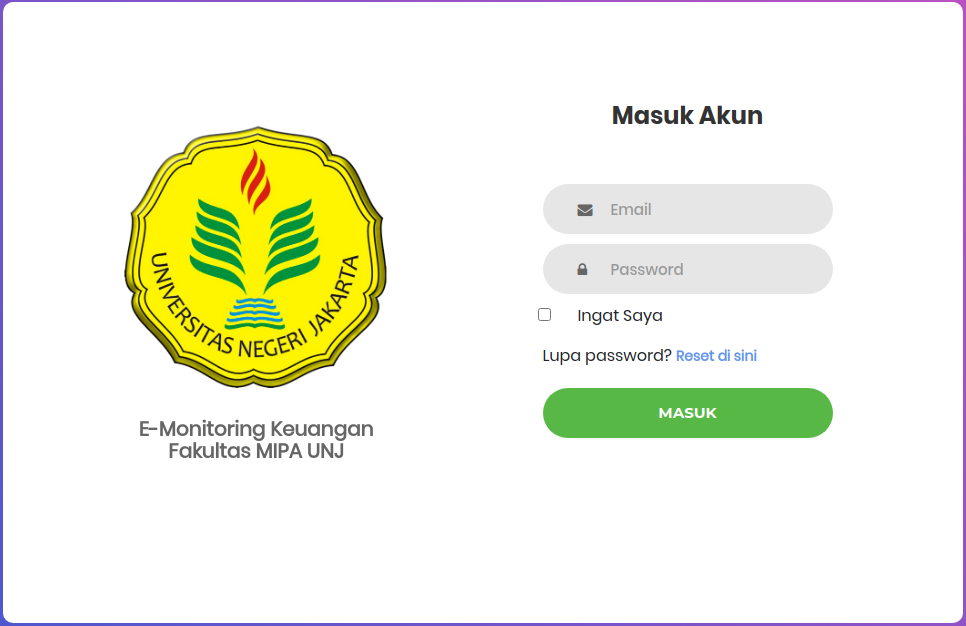 UNIVERSITAS NEGERI JAKARTA
E-Monitoring Keuangan
Fakultas MIPA UNJ
Masuk Akun
Email
Password
Ingat Saya
Lupa password? Reset di sini
MASUK